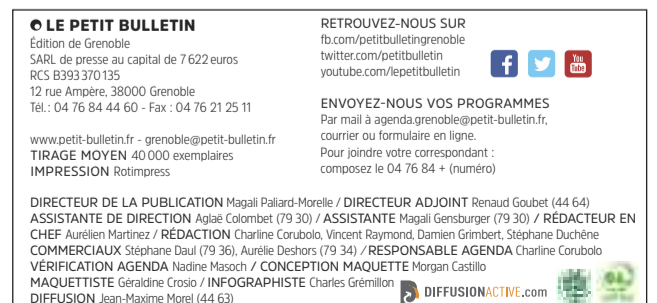 LE PETIT BULLETIN
Édition de Grenoble
SARL de presse au capital de 7 622 euros
RCS B393 370 135
12 rue Ampère, 38000 Grenoble
Tél. : 04 76 84 44 60 - Fax : 04 76 21 25 11
www.petit-bulletin.fr - grenoble@petit-bulletin.fr
TIRAGE MOYEN 40 000 exemplaires
IMPRESSION Rotimpress
RETROUVEZ-NOUS SUR
fb.com/petitbulletingrenoble
twitter.com/petitbulletin
youtube.com/lepetitbulletin
f
You
Tube
ENVOYEZ-NOUS VOS PROGRAMMES
Par mail à agenda.grenoble@petit-bulletin.fr,
courrier ou formulaire en ligne.
Pour joindre votre correspondant :
composez le 04 76 84 + (numéro)
DIRECTEUR DE LA PUBLICATION Magali Paliard-Morelle / DIRECTEUR ADJOINT Renaud Goubet (44 64)
ASSISTANTE DE DIRECTION Aglaë Colombet (79 30) / ASSISTANTE Magali Gensburger (79 30) / RÉDACTEUR EN
CHEF Aurélien Martinez / RÉDACTION Charline Corubolo, Vincent Raymond, Damien Grimbert, Stéphane Duchêne
COMMERCIAUX Stéphane Daul (79 36), Aurélie Deshors (79 34) / RESPONSABLE AGENDA Charline Corubolo
VÉRIFICATION AGENDA Nadine Masoch / CONCEPTION MAQUETTE Morgan Castillo
MAQUETTISTE Géraldine Crosio / INFOGRAPHISTE Charles Grémillon
DIFFUSION Jean-Maxime Morel (44 63)
DIFFUSIONACTIVE.com